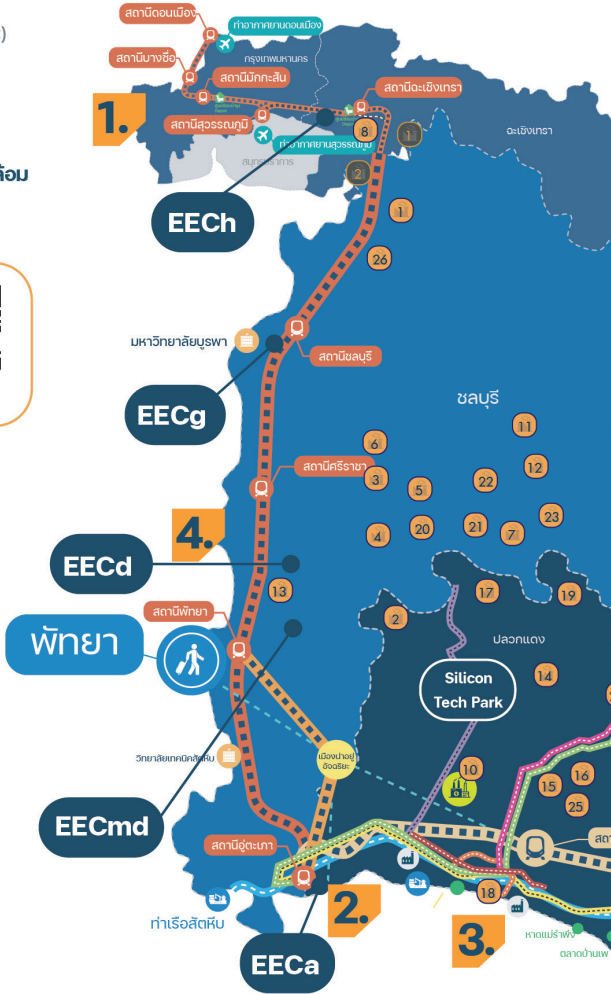 สถานีดอนเมือง
ท่าอากาศยานดอนเมือง
สถานีบางซื่อ
กรุงเทพมหานคร
สถานีมักกะสัน
สถานีฉะเชิงเทรา
1.
สถานีสุวรรณภูมิ
8
1
ฉะเชิงเทรา
ท่าอากาศยานสุวรรณภูมิ
สมุทรปราการ
2
ล้อม
EECh
1
26
มหาวิทยาลัยบูรพา
สถานีชลบุรี
ชลบุรี
EECg
11
6
สถานีศรีราชา
3
12
22
5
4.
4
20
21
7
23
EECd
13
17
19
สถานีพัทยา
2
พัทยา
ปลวกแดง
Silicon
Tech Park
14
วิทยาลัยเทคนิคสัตหีบ
เมืองน่าอยู่
อัจฉริยะ
10
15
16
25
EECmd
สถานีอู่ตะเภา
สถา
18
ท่าเรือสัตหีบ
2.
3.
หาดแม่รำพึง
ตลาดบ้านเพ
EECa